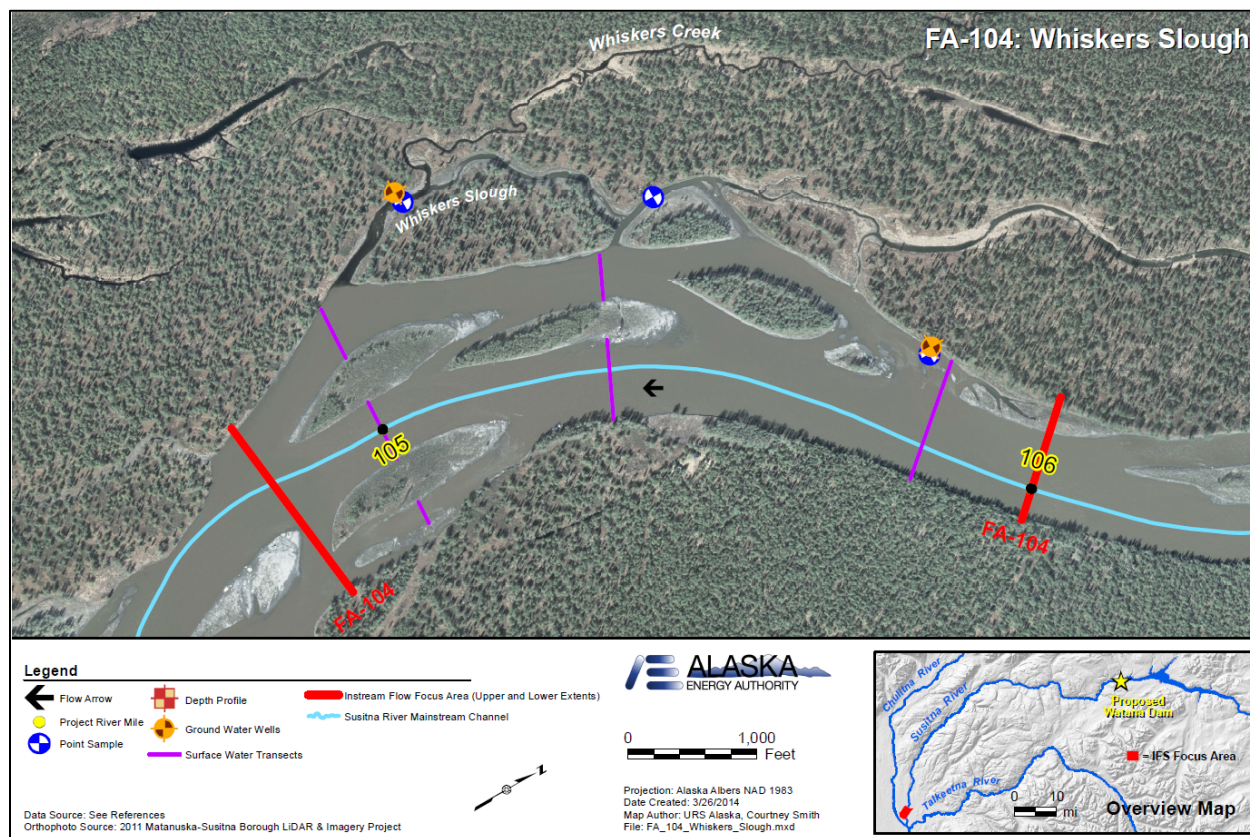 FA-104: Whiskers Slough
Whiskers Creek
Whiskers Slough
105
106
FA-104
FA-104
Legend
Flow Arrow
Project River Mile
Point Sample
Depth Profile
Ground Water Wells
Surface Water Transects
Instream Flow Focus Area (Upper and Lower Extents)
Susitna River Mainstream Channel
Data Source: See References
Orthophoto Source: 2011 Matanuska-Susitna Borough LiDAR & Imagery Project
ALASKA
ENERGY AUTHORITY
0 1,000
Feet
N
Projection: Alaska Albers NAD 1983
Date Created: 3/26/2014
Map Author: URS Alaska, Courtney Smith
File: FA_104_Whiskers_Slough.mxd
Chulitna River
Susitna River
Talkeetna River
Proposed
Watana Dam
= IFS Focus Area
0 10
mi
Overview Map